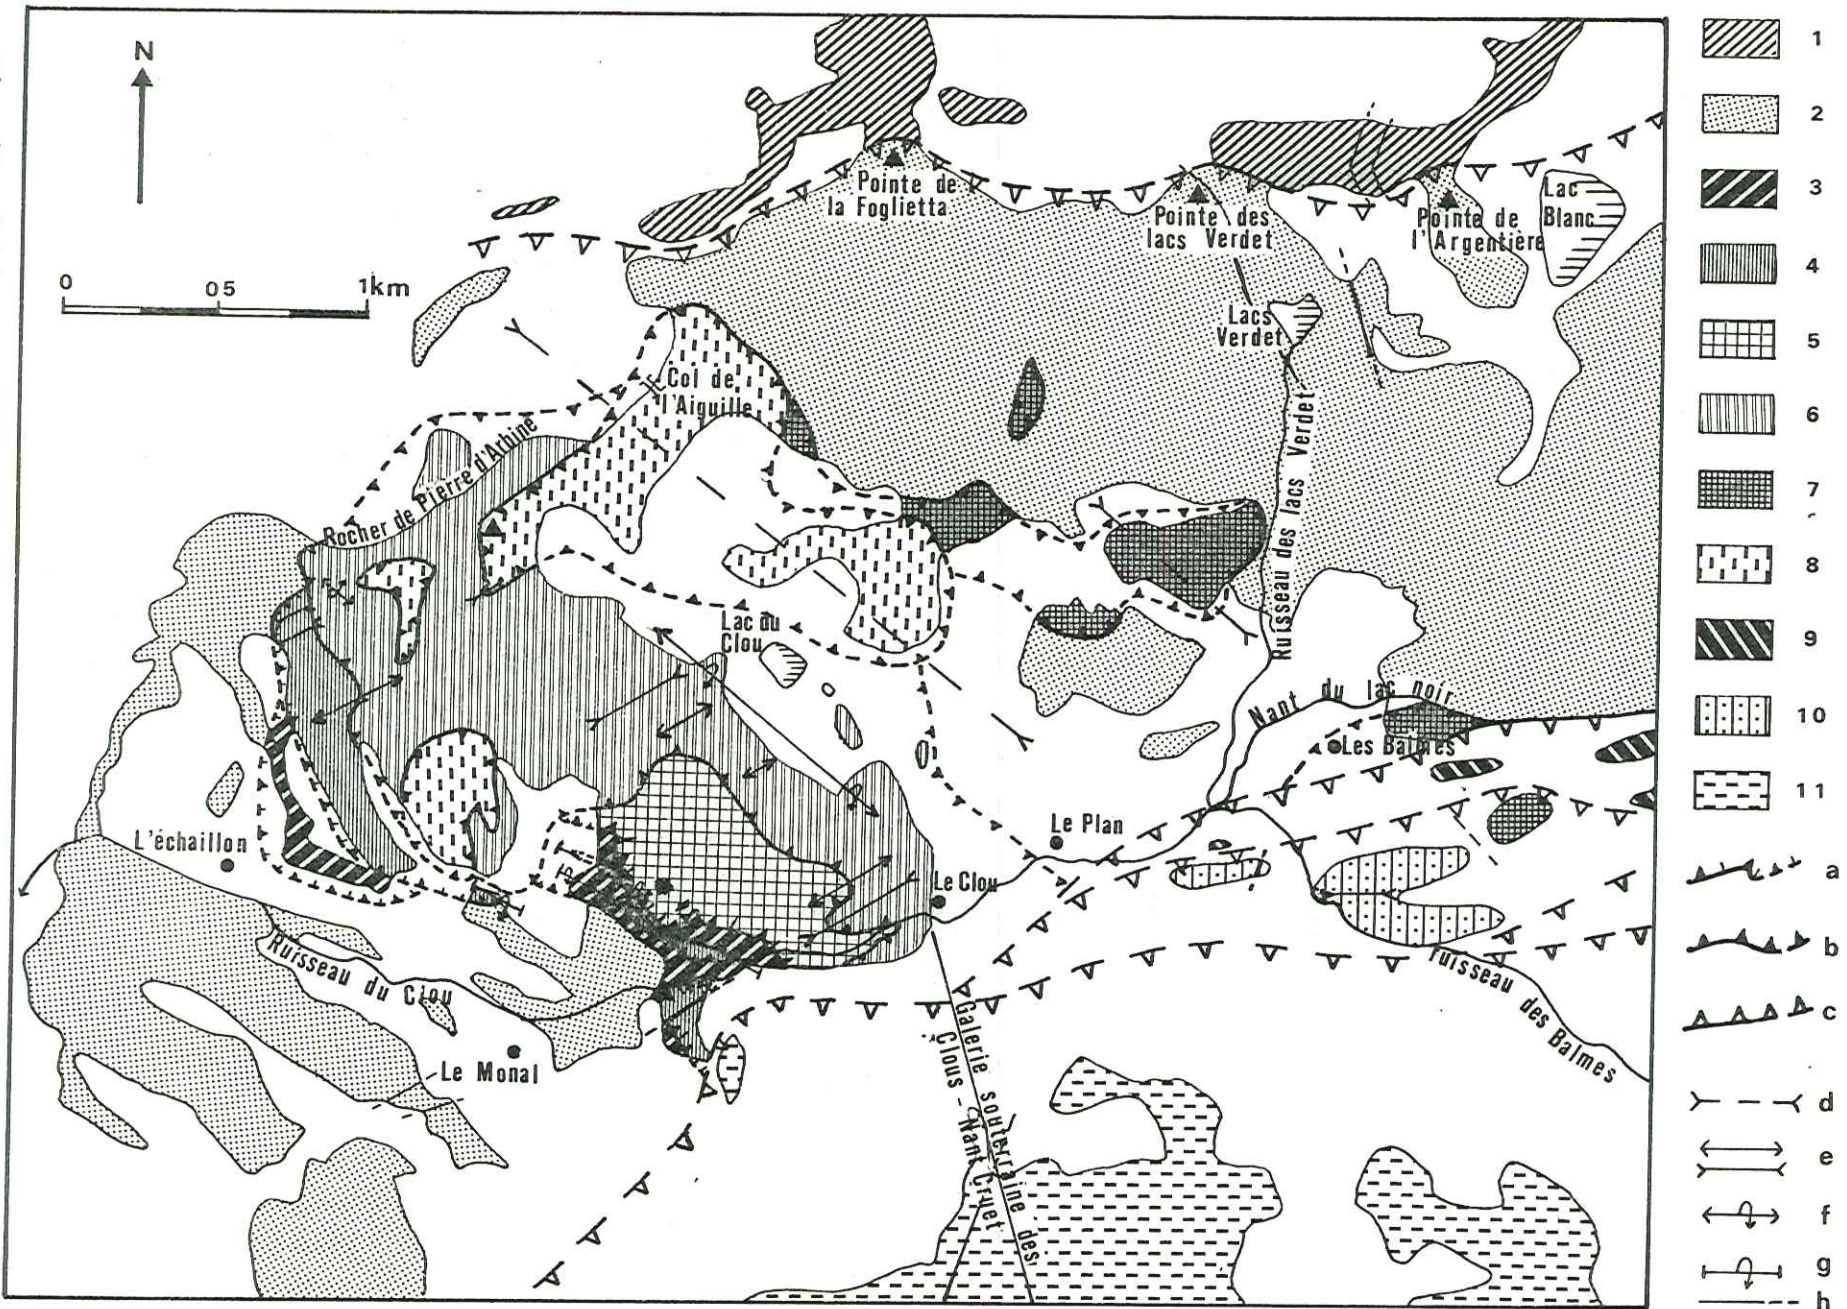 N
0 05 1km
Pointe de
la Foglietta
Pointe des
lacs Verdet
Pointe de
l'Argentière
Lac
Blanc
Lacs
Verdet
Col de
l'Aiguille
Rocher de Pierre d'Arbine
Ruisseau des lacs Verdet
Lac du
Clou
Nant du lac noir
Les Balmes
Le Plan
L'échaillon
Le Clou
Ruisseau du Clou
Le Monal
Galerie souterraine des
Clous - Nant Cruet
ruisseau des Balmes
1
2
3
4
5
6
7
8
9
10
11
a
b
c
d
e
f
g
h